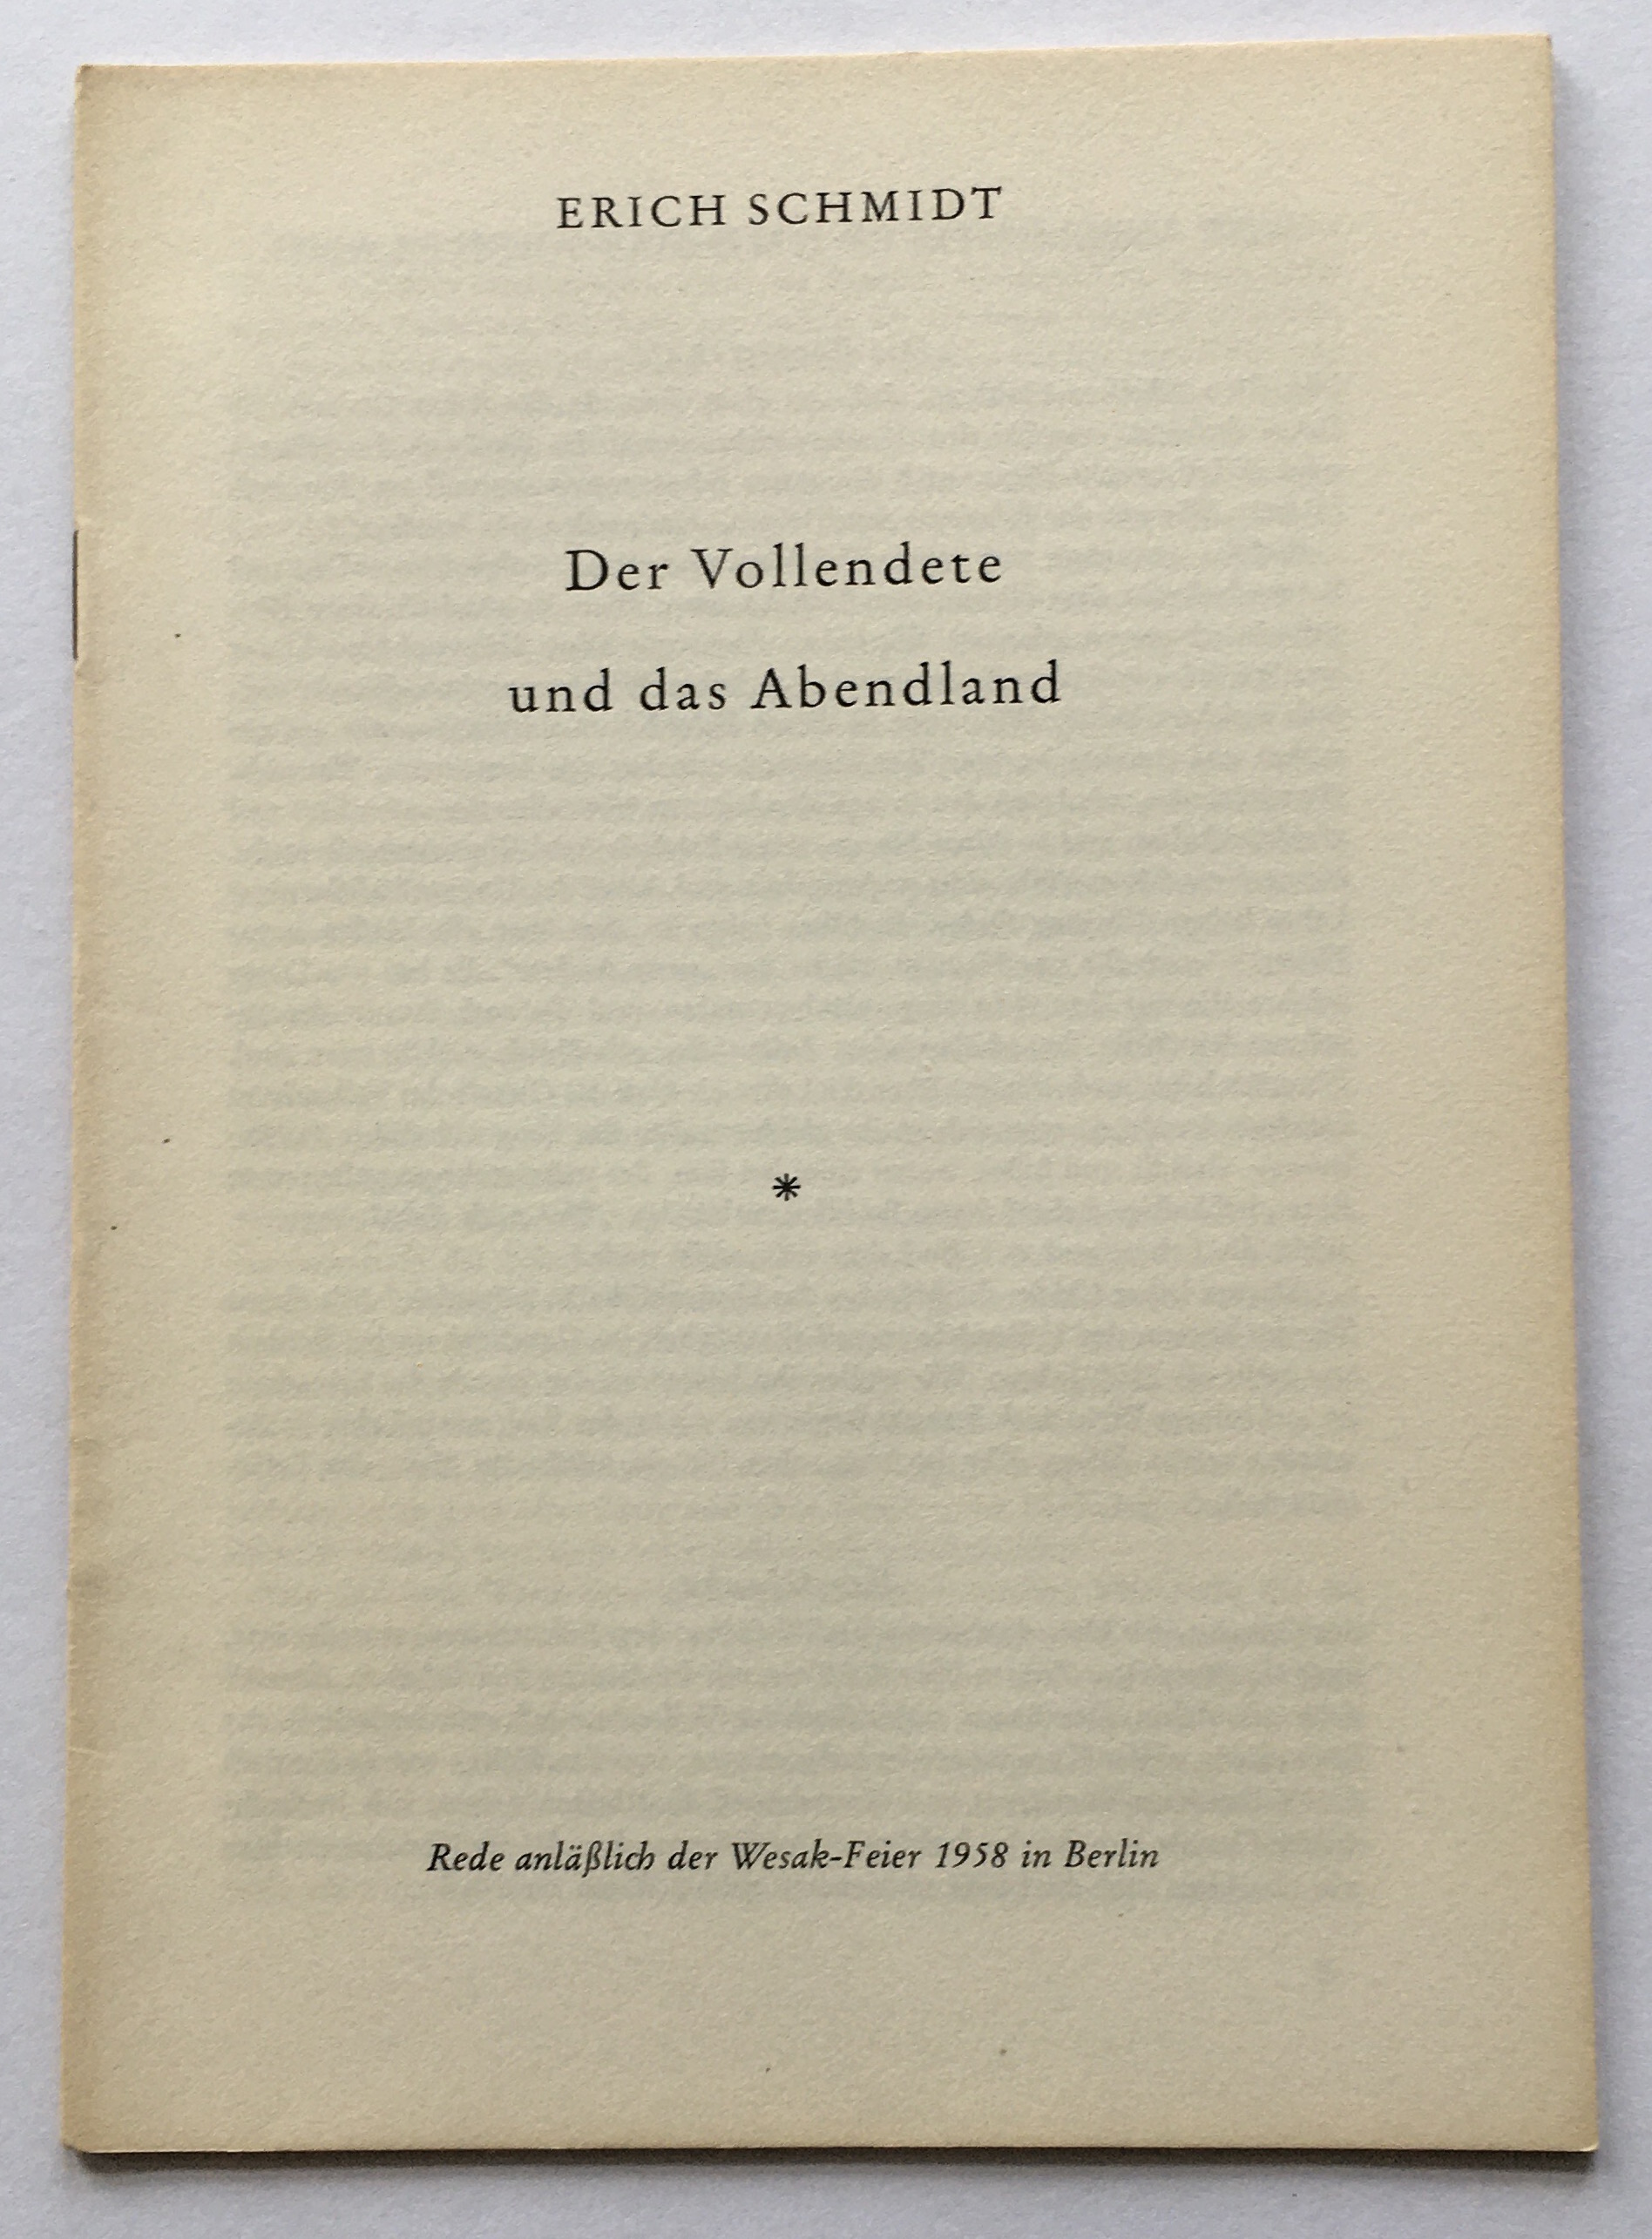 ERICH SCHMIDT
Der Vollendete
und das Abendland
*
Rede anläßlich der Wesak-Feier 1958 in Berlin